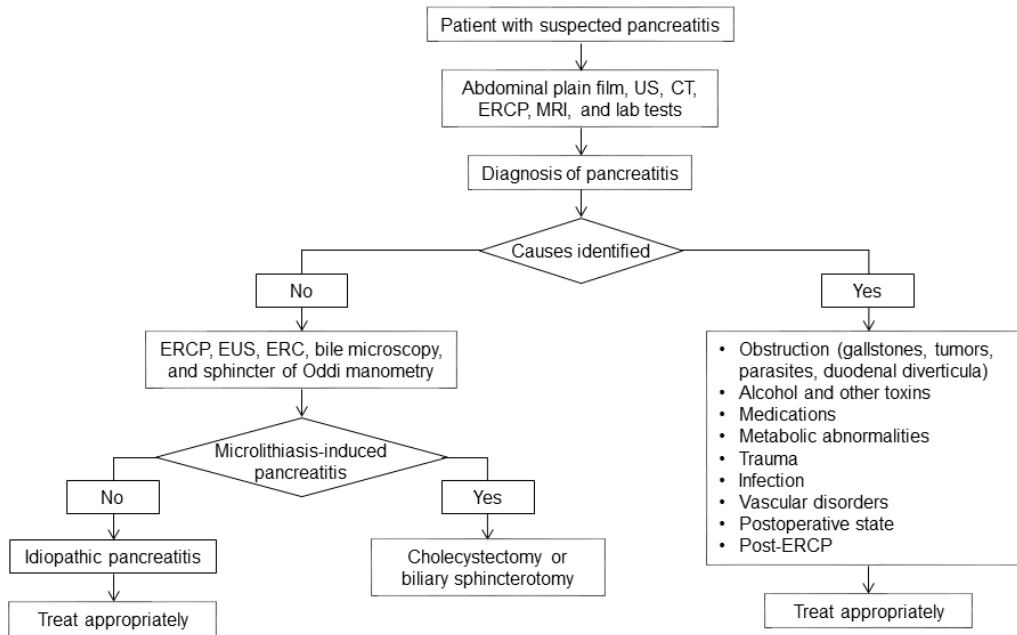 Patient with suspected pancreatitis
Abdominal plain film, US, CT,
ERCP, MRI, and lab tests
Diagnosis of pancreatitis
Causes identified
No
Yes
ERCP, EUS, ERC, bile microscopy,
and sphincter of Oddi manometry
Microlithiasis-induced
pancreatitis
No
Yes
Idiopathic pancreatitis
Cholecystectomy or
biliary sphincterotomy
Treat appropriately
• Obstruction (gallstones, tumors,
parasites, duodenal diverticula)
• Alcohol and other toxins
• Medications
• Metabolic abnormalities
• Trauma
• Infection
• Vascular disorders
• Postoperative state
• Post-ERCP
Treat appropriately